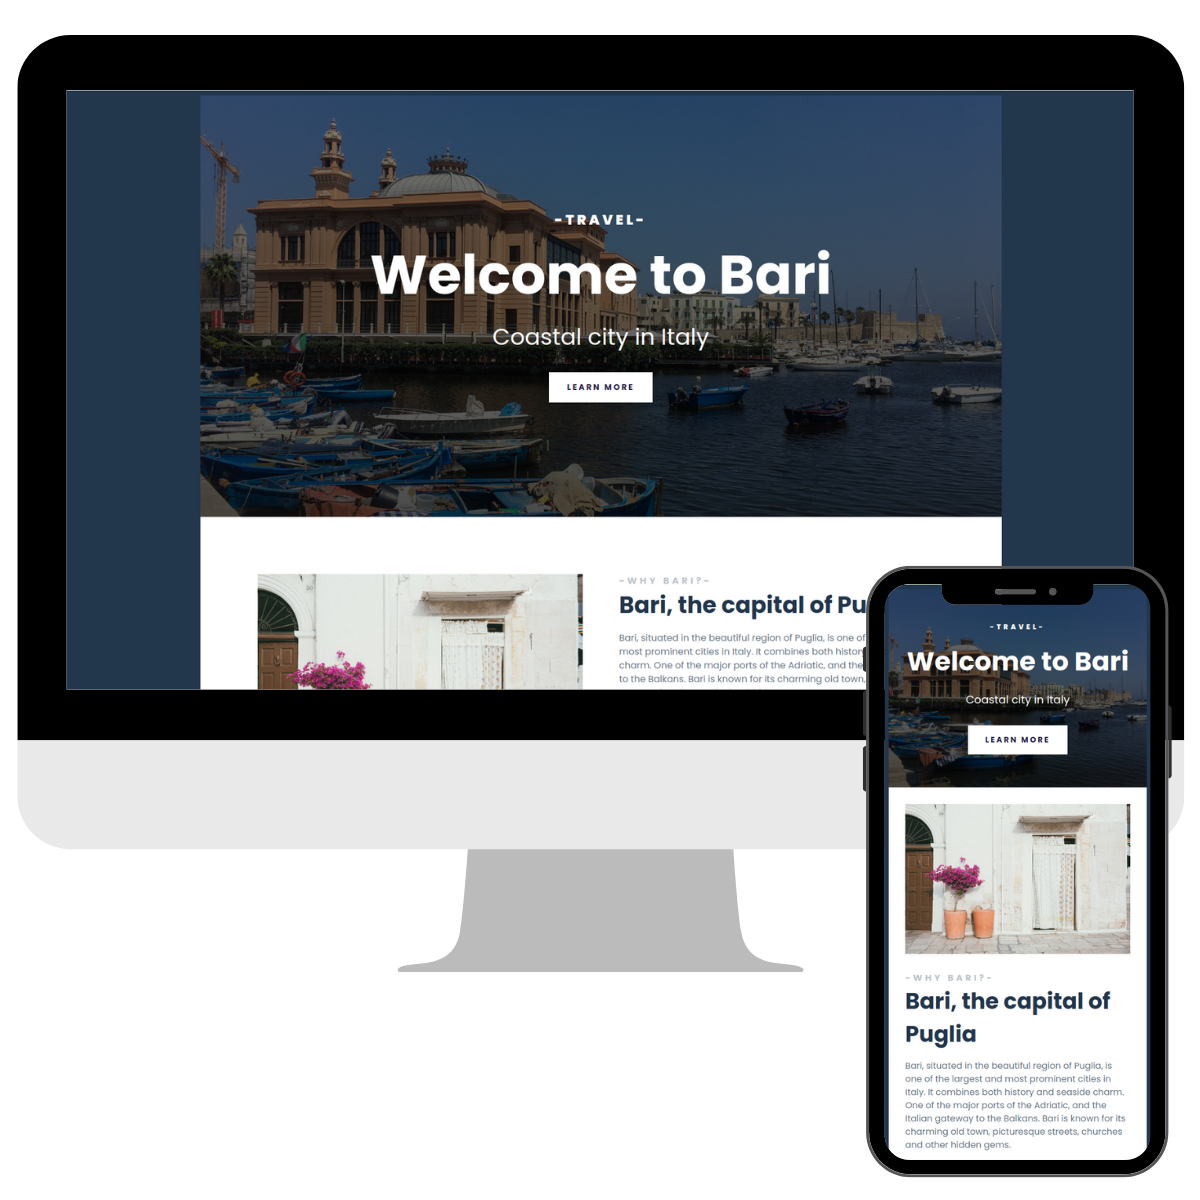 -TRAVEL-
Welcome to Bari
Coastal city in Italy
LEARN MORE
-WHY BARI?-
Bari, the capital of Pu
Bari, situated in the beautiful region of Puglia, is one of
most prominent cities in Italy. It combines both history
charm. One of the major ports of the Adriatic, and the
to the Balkans. Bari is known for its charming old town,
-TRAVEL-
Welcome to Bari
Coastal city in Italy
LEARN MORE
-WHY BARI?-
Bari, the capital of
Puglia
Bari, situated in the beautiful region of Puglia, is
one of the largest and most prominent cities in
Italy. It combines both history and seaside charm.
One of the major ports of the Adriatic, and the
Italian gateway to the Balkans. Bari is known for its
charming old town, picturesque streets, churches
and other hidden gems.